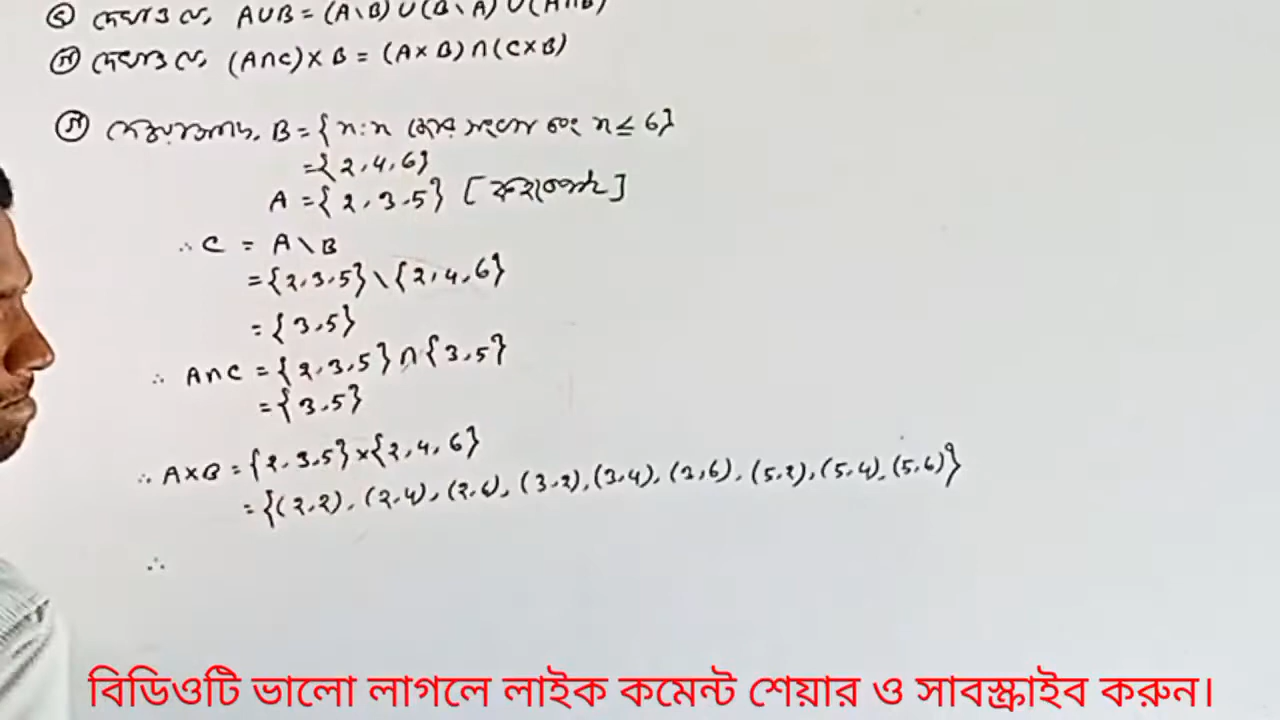 দেখাও যে, A∪B = (A\B) ∪ (B\A) ∪ (A∩B)
গ দেখাও যে, (A∩C) × B = (A×B) ∩ (C×B)
গ দেওয়া আছে, B = {x : x জোড় সংখ্যা এবং x ≤ 6}
= {2, 4, 6}
A = {2, 3, 5}
∴ C = A \ B
= {2, 3, 5} \ {2, 4, 6}
= {3, 5}
∴ A∩C = {2, 3, 5} ∩ {3, 5}
= {3, 5}
∴ A×B = {2, 3, 5} × {2, 4, 6}
= {(2, 2), (2, 4), (2, 6), (3, 2), (3, 4), (3, 6), (5, 2), (5, 4), (5, 6)}
∴
বিডিওটি ভালো লাগলে লাইক কমেন্ট শেয়ার ও সাবস্ক্রাইব করুন।